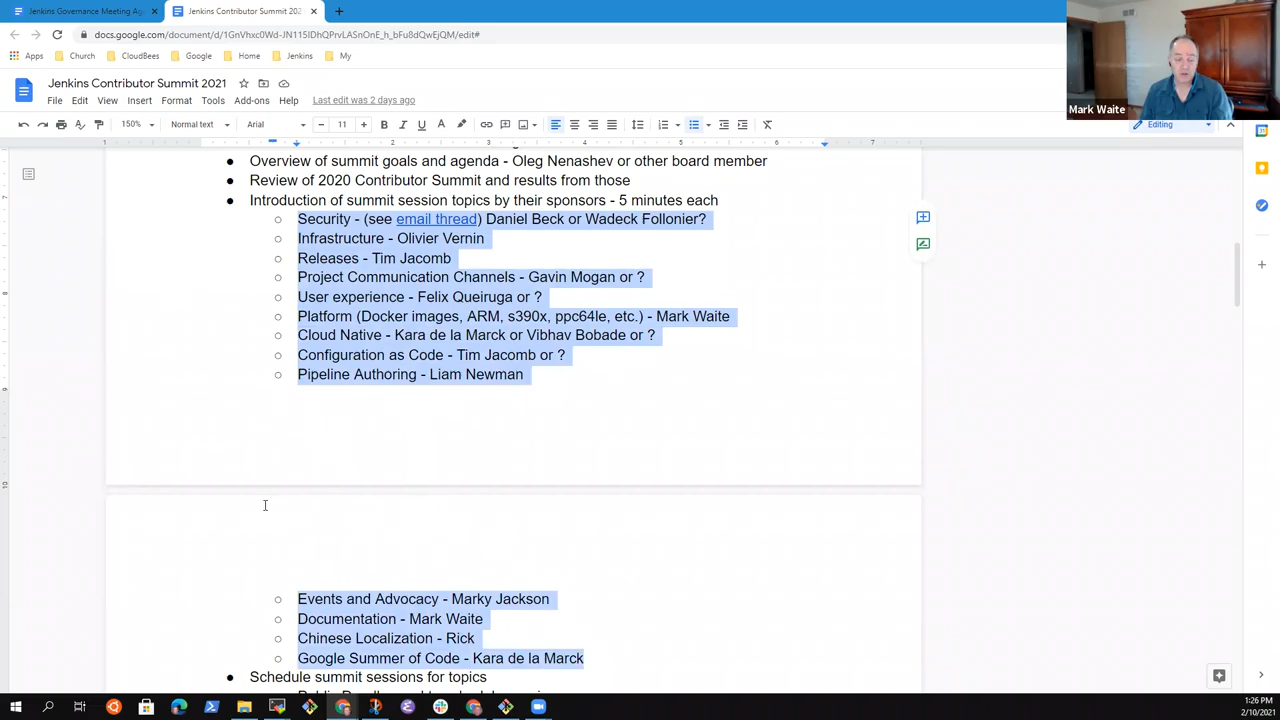 Jenkins Governance Meeting Ag
Jenkins Contributor Summit 202
docs.google.com/document/d/1GnVhxc0Wd-JN115IDhQPrvLASnOnE_h_bFu8dQwEjQM/edit#
Apps Church CloudBees Google Home Jenkins My
Jenkins Contributor Summit 2021
File Edit View Insert Format Tools Add-ons Help Last edit was 2 days ago
150% Normal text Arial 11 Editing
Mark Waite
Overview of summit goals and agenda - Oleg Nenashev or other board member
Review of 2020 Contributor Summit and results from those
Introduction of summit session topics by their sponsors - 5 minutes each
Security - (see email thread) Daniel Beck or Wadeck Follonier?
Infrastructure - Olivier Vernin
Releases - Tim Jacomb
Project Communication Channels - Gavin Mogan or ?
User experience - Felix Queiruga or ?
Platform (Docker images, ARM, s390x, ppc64le, etc.) - Mark Waite
Cloud Native - Kara de la Marck or Vibhav Bobade or ?
Configuration as Code - Tim Jacomb or ?
Pipeline Authoring - Liam Newman
Events and Advocacy - Marky Jackson
Documentation - Mark Waite
Chinese Localization - Rick
Google Summer of Code - Kara de la Marck
Schedule summit sessions for topics
1:26 PM
2/10/2021